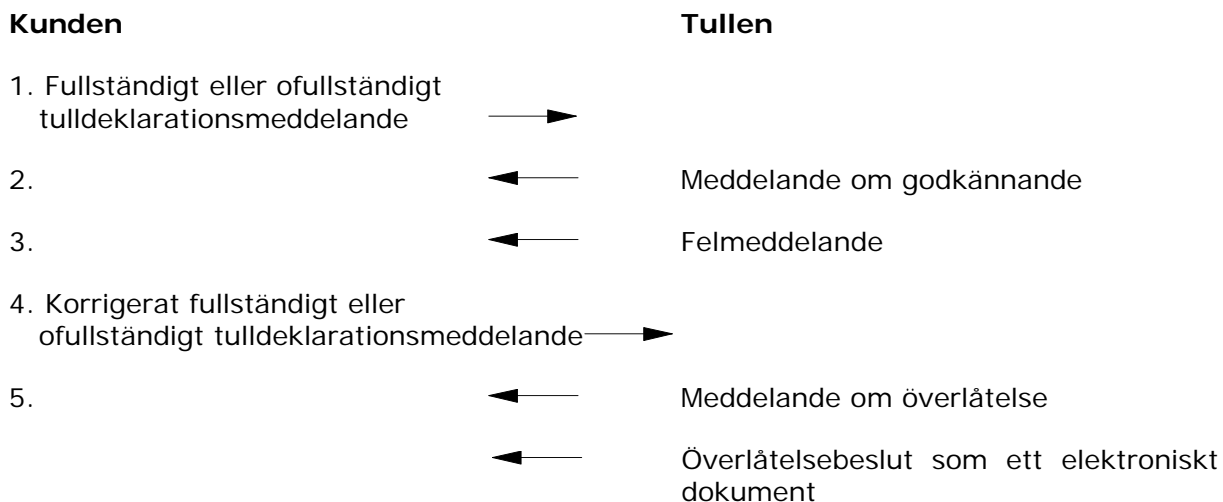 Kunden Tullen
1. Fullständigt eller ofullständigt
tulldeklarationsmeddelande
2. Meddelande om godkännande
3. Felmeddelande
4. Korrigerat fullständigt eller
ofullständigt tulldeklarationsmeddelande
5. Meddelande om överlåtelse
Överlåtelsebeslut som ett elektroniskt
dokument